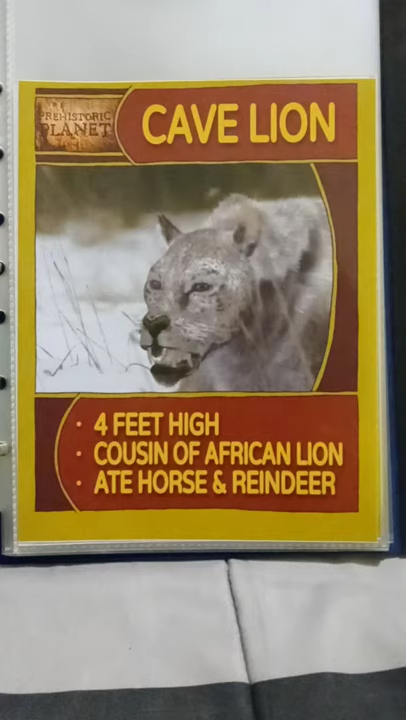 PREHISTORIC
PLANET
CAVE LION
· 4 FEET HIGH
· COUSIN OF AFRICAN LION
· ATE HORSE & REINDEER